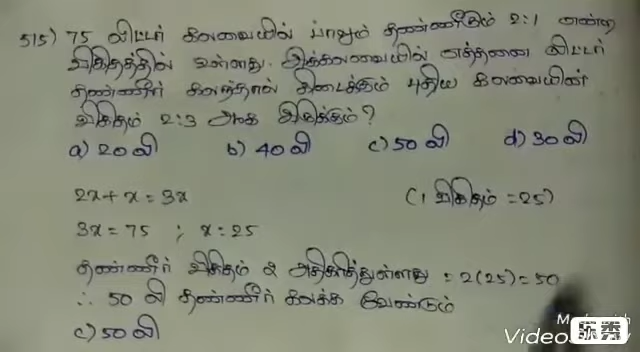 515) 75 லிட்டர் கலவையில் பாலும் தண்ணீரும் 2:1 என்ற
விகிதத்தில் உள்ளது. இக்கலவையில் எத்தனை லிட்டர்
தண்ணீர் கலந்தால் கிடைக்கும் புதிய கலவையின்
விகிதம் 2:3 ஆக இருக்கும்?
a) 20 லி b) 40 லி c) 50 லி d) 30 லி
2x + x = 3x (1 விகிதம் = 25)
3x = 75 ; x = 25
தண்ணீர் விகிதம் 2 அதிகரித்துள்ளது = 2(25) = 50
∴ 50 லி தண்ணீர் கலக்க வேண்டும்
c) 50 லி